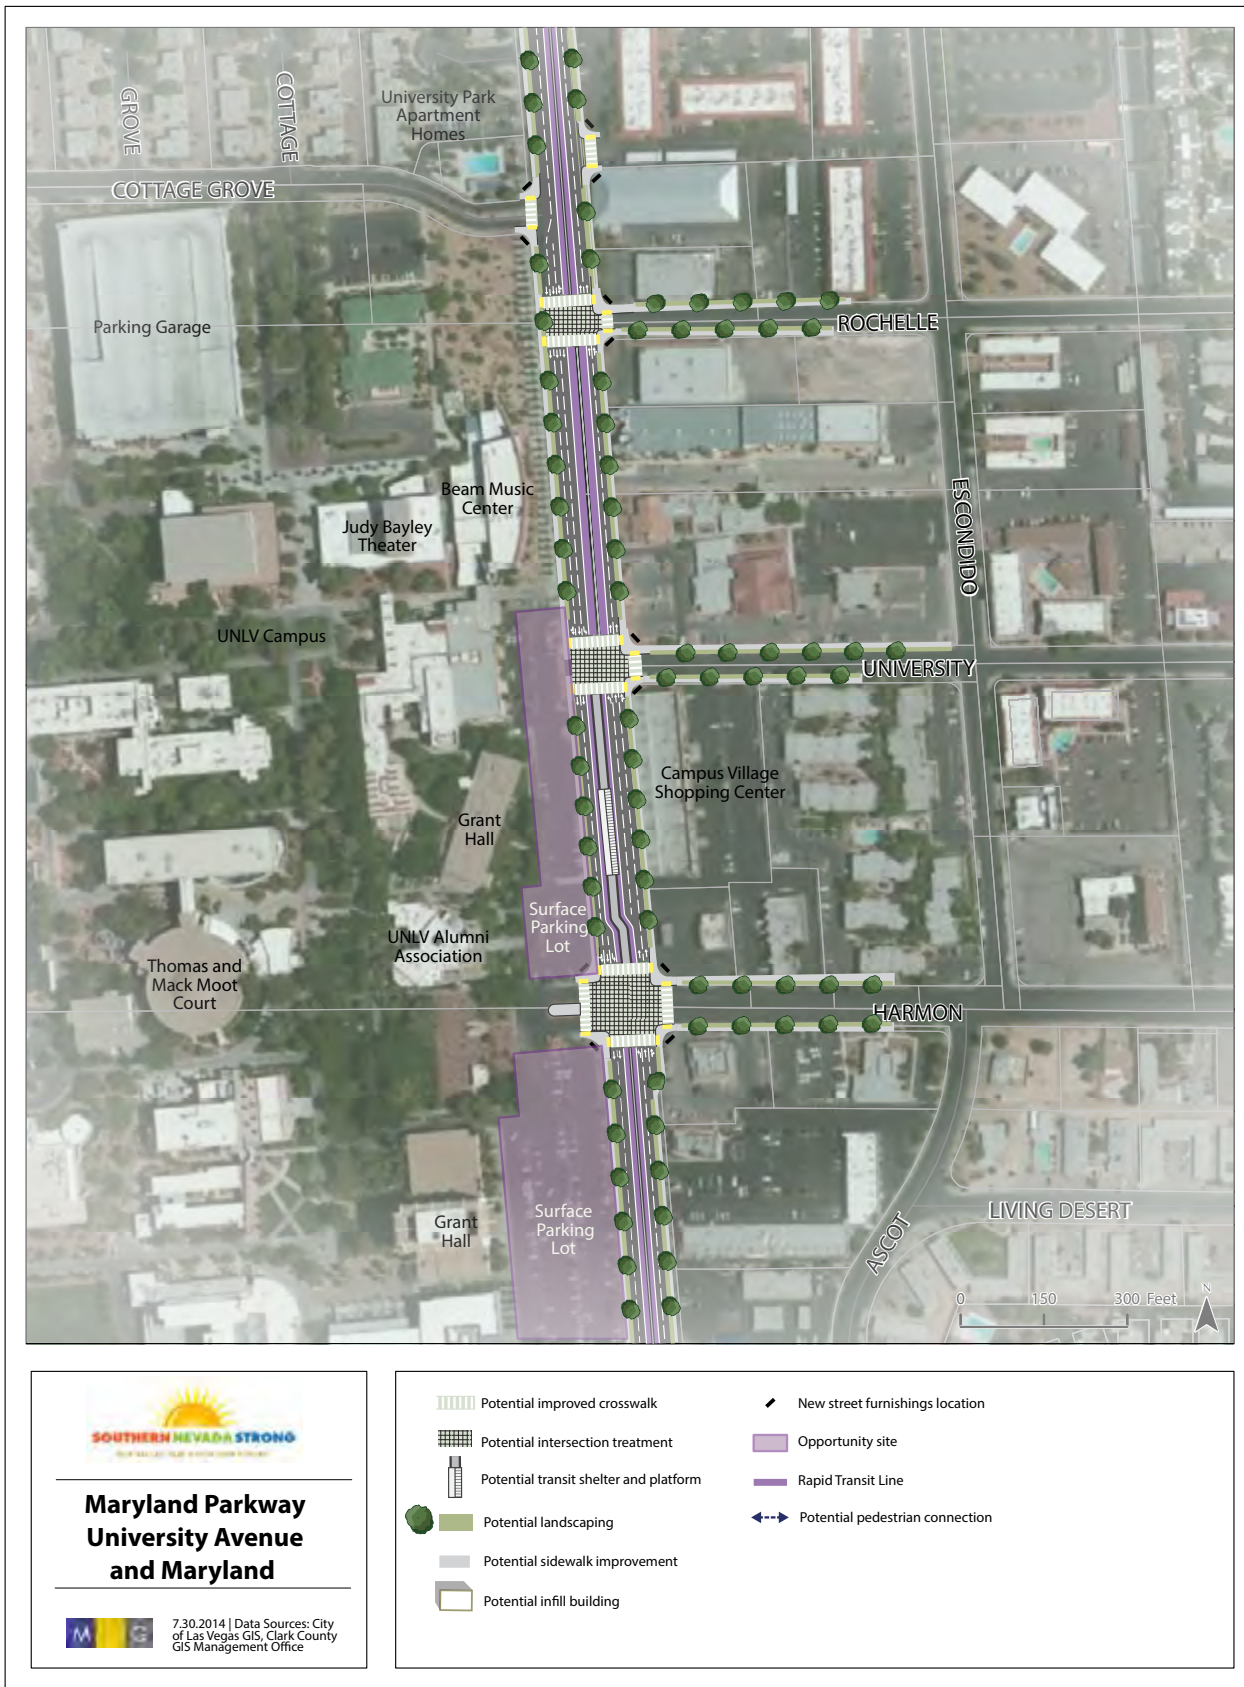 University Park
Apartment
Homes
GROVE
COTTAGE
COTTAGE GROVE
Parking Garage
ROCHELLE
Beam Music
Center
Judy Bayley
Theater
ESCONDIDO
UNLV Campus
UNIVERSITY
Campus Village
Shopping Center
Grant
Hall
Surface
Parking
Lot
UNLV Alumni
Association
Thomas and
Mack Moot
Court
HARMON
Surface
Parking
Lot
Grant
Hall
LIVING DESERT
ASCOT
0 150 300 Feet
N
SOUTHERN NEVADA STRONG
Maryland Parkway
University Avenue
and Maryland
M I G
7.30.2014 | Data Sources: City
of Las Vegas GIS, Clark County
GIS Management Office
Potential improved crosswalk
Potential intersection treatment
Potential transit shelter and platform
Potential landscaping
Potential sidewalk improvement
Potential infill building
New street furnishings location
Opportunity site
Rapid Transit Line
Potential pedestrian connection